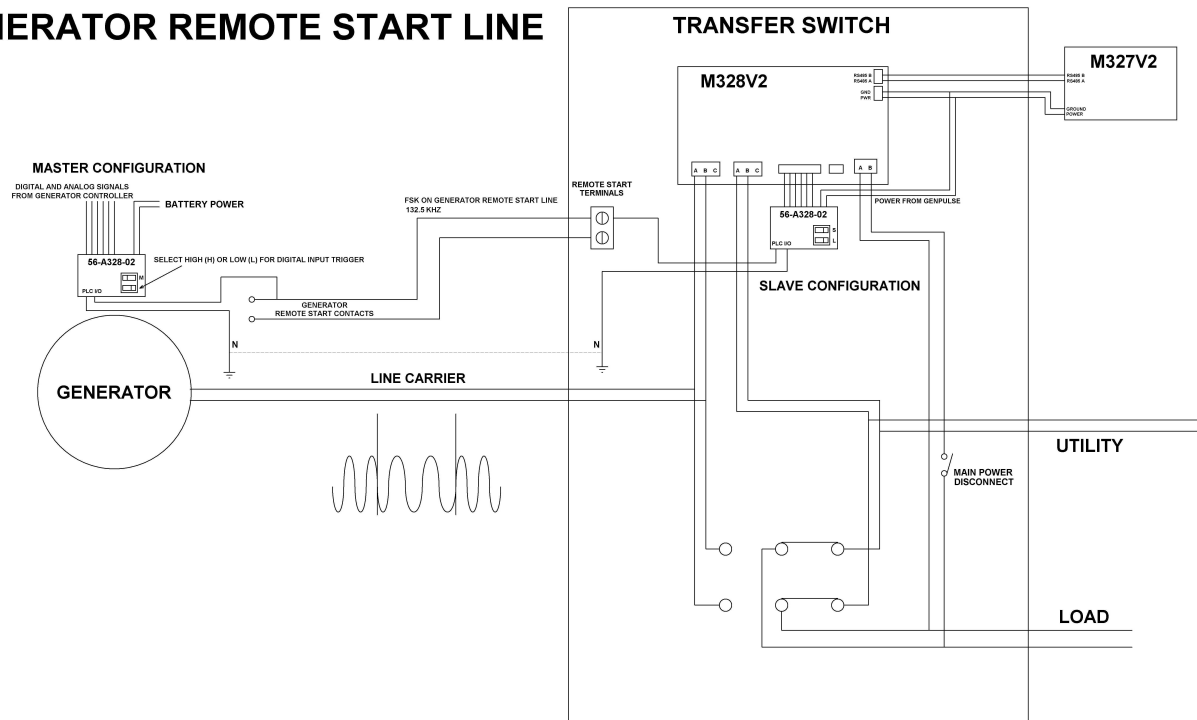 NERATOR REMOTE START LINE
TRANSFER SWITCH
M328V2
RS485 B
RS485 A
GND
PWR
M327V2
RS485 B
RS485 A
GROUND
POWER
MASTER CONFIGURATION
DIGITAL AND ANALOG SIGNALS
FROM GENERATOR CONTROLLER
BATTERY POWER
A B C
A B C
A B
REMOTE START
TERMINALS
FSK ON GENERATOR REMOTE START LINE
132.5 KHZ
POWER FROM GENPULSE
56-A328-02
S
L
PLC I/O
SLAVE CONFIGURATION
56-A328-02
M
PLC I/O
SELECT HIGH (H) OR LOW (L) FOR DIGITAL INPUT TRIGGER
GENERATOR
REMOTE START CONTACTS
N
N
GENERATOR
LINE CARRIER
UTILITY
MAIN POWER
DISCONNECT
LOAD